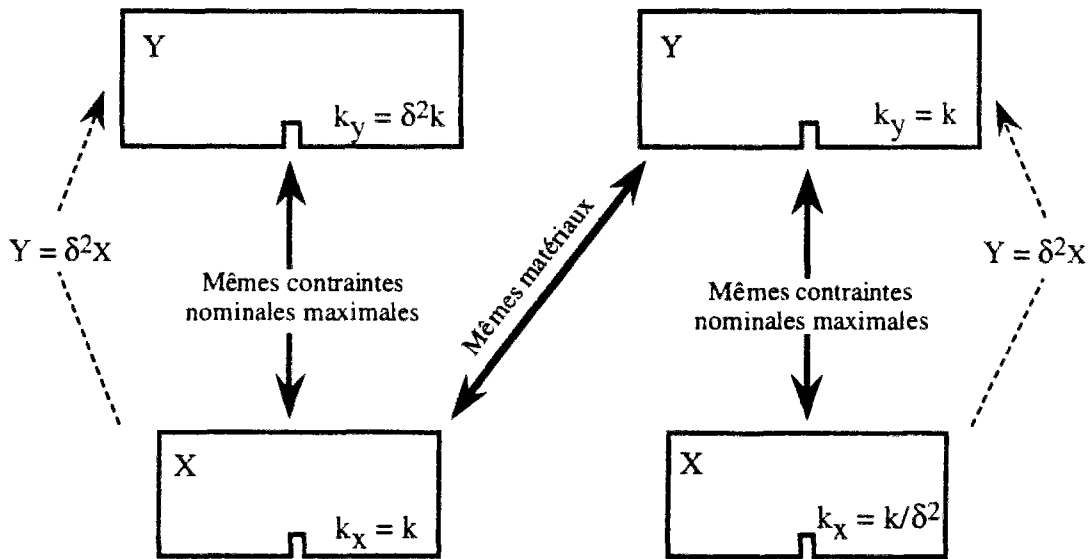 Y
k_y = δ²k
Y
k_y = k
Y = δ²X
Mêmes contraintes
nominales maximales
Mêmes matériaux
Mêmes contraintes
nominales maximales
Y = δ²X
X
k_x = k
X
k_x = k/δ²